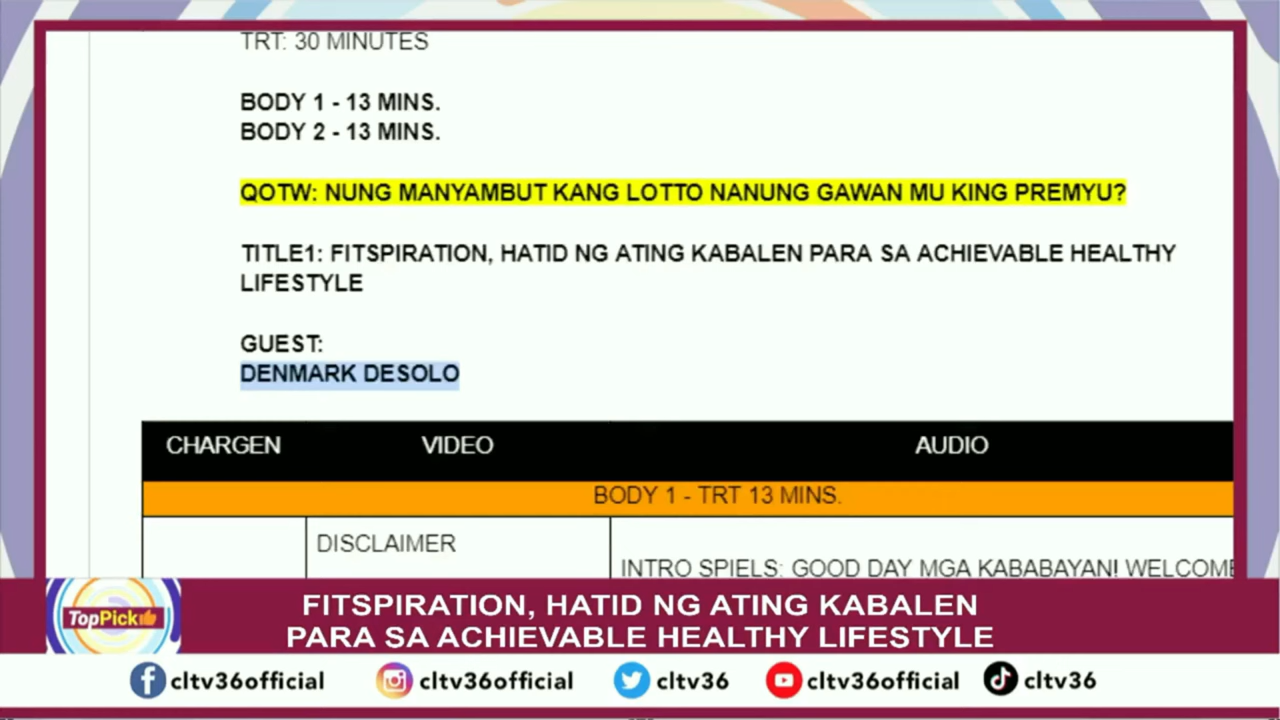 TRT: 30 MINUTES
BODY 1 - 13 MINS.
BODY 2 - 13 MINS.
QOTW: NUNG MANYAMBUT KANG LOTTO NANUNG GAWAN MU KING PREMYU?
TITLE1: FITSPIRATION, HATID NG ATING KABALEN PARA SA ACHIEVABLE HEALTHY
LIFESTYLE
GUEST:
DENMARK DESOLO
CHARGEN VIDEO AUDIO
BODY 1 - TRT 13 MINS.
DISCLAIMER
INTRO SPIELS: GOOD DAY MGA KABABAYAN! WELCOME
TopPick
FITSPIRATION, HATID NG ATING KABALEN
PARA SA ACHIEVABLE HEALTHY LIFESTYLE
cltv36official cltv36official cltv36 cltv36official cltv36